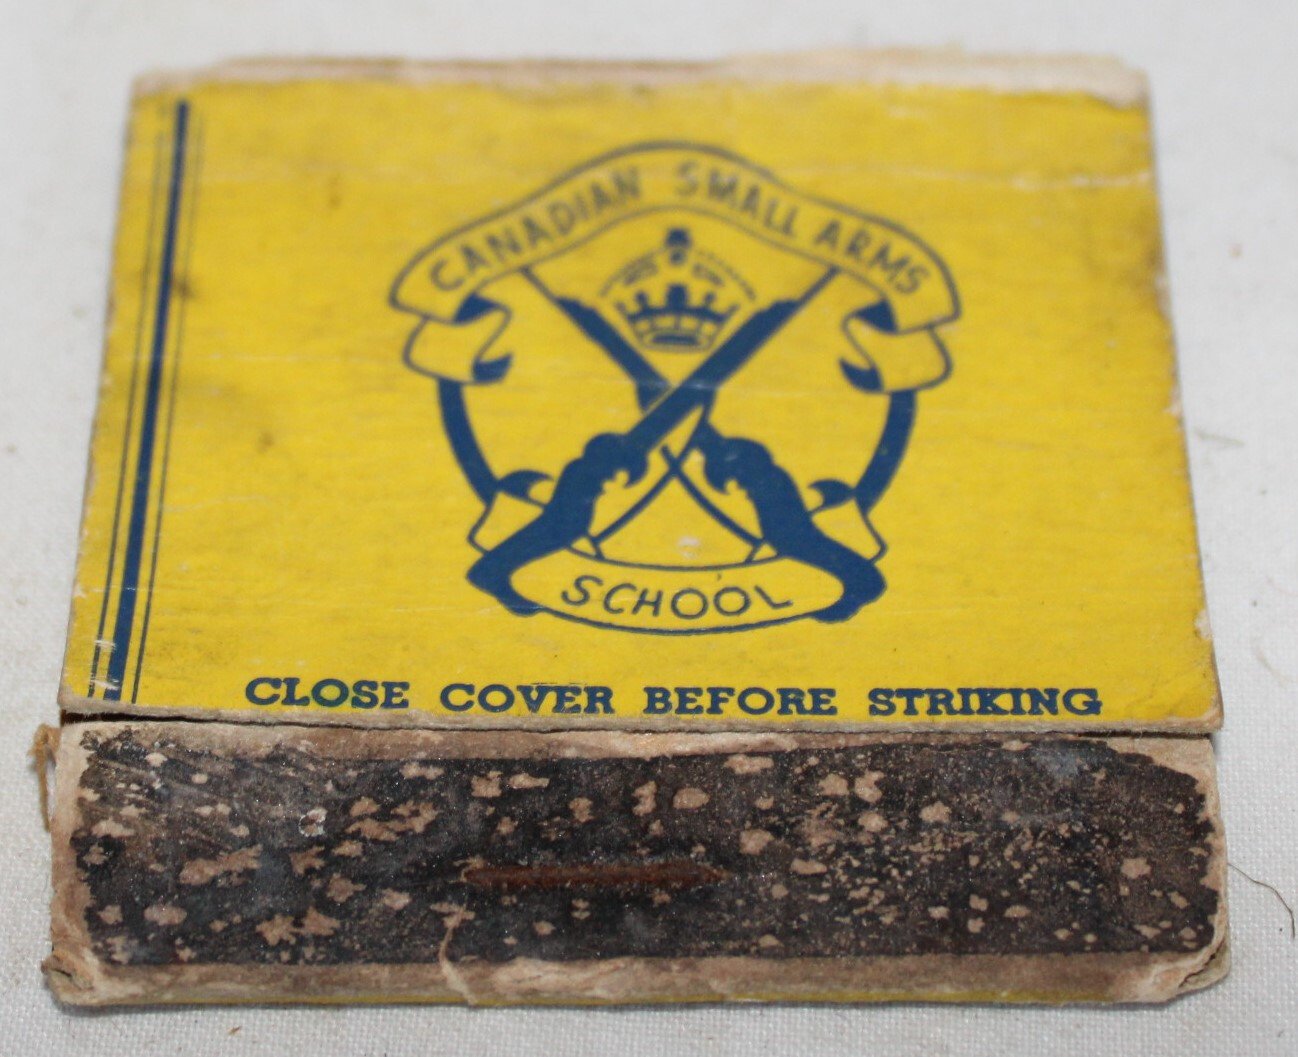 CANADIAN SMALL ARMS
SCHOOL
CLOSE COVER BEFORE STRIKING